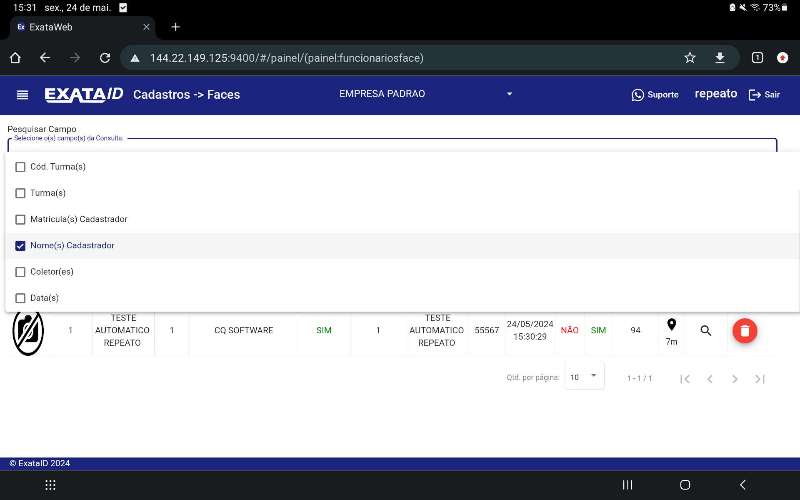 15:31 sex., 24 de mai.
73%
Ex ExataWeb
144.22.149.125:9400/#/painel/(painel:funcionariosface)
1
EXATAID Cadastros -> Faces EMPRESA PADRAO Suporte repeato Sair
Pesquisar Campo
Selecione o(s) campo(s) da Consulta.
Cód. Turma(s)
Turma(s)
Matricula(s) Cadastrador
Nome(s) Cadastrador
Coletor(es)
Data(s)
1 TESTE AUTOMATICO REPEATO 1 CQ SOFTWARE SIM 1 TESTE AUTOMATICO REPEATO 55567 24/05/2024 15:30:29 NÃO SIM 94 7m
Qtd. por página: 10 1 - 1 / 1
© ExataID 2024